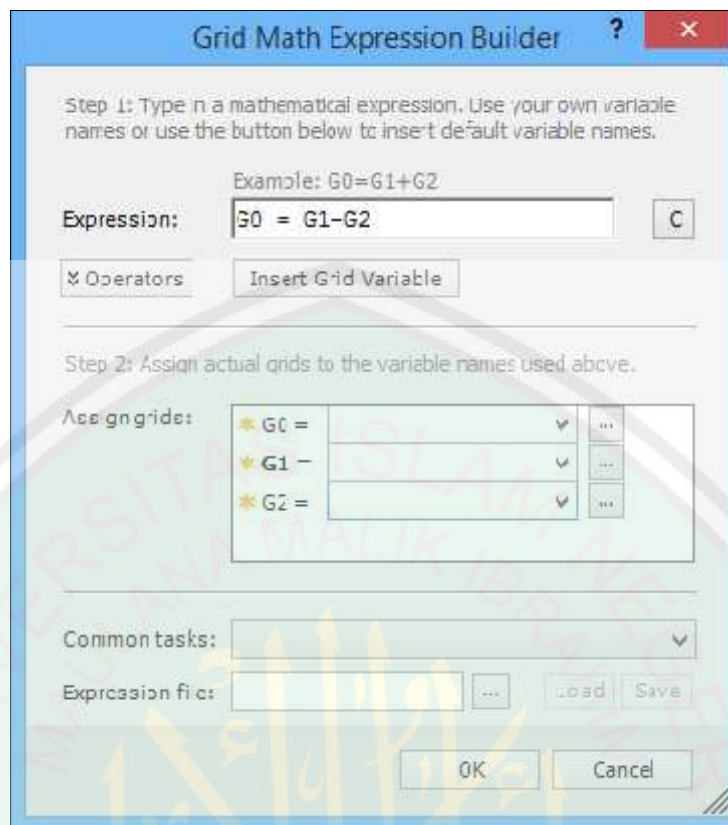 Grid Math Expression Builder ?
Step 1: Type in a mathematical expression. Use your own variable
names or use the button below to insert default variable names.
Example: G0=G1+G2
Expression: G0 = G1-G2 C
Operators Insert Grid Variable
Step 2: Assign actual grids to the variable names used above.
Assign grids:
* G0 = ...
* G1 = ...
* G2 = ...
Common tasks:
Expression file: ... Load Save
OK Cancel